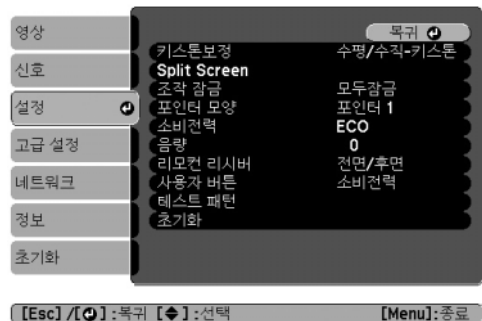 영상
신호
설정
고급 설정
네트워크
정보
초기화
복귀
키스톤보정 수평/수직-키스톤
Split Screen
조작 잠금 모두잠금
포인터 모양 포인터 1
소비전력 ECO
음량 0
리모컨 리시버 전면/후면
사용자 버튼 소비전력
테스트 패턴
초기화
[Esc] /[ ] :복귀 [ ] :선택 [Menu]:종료